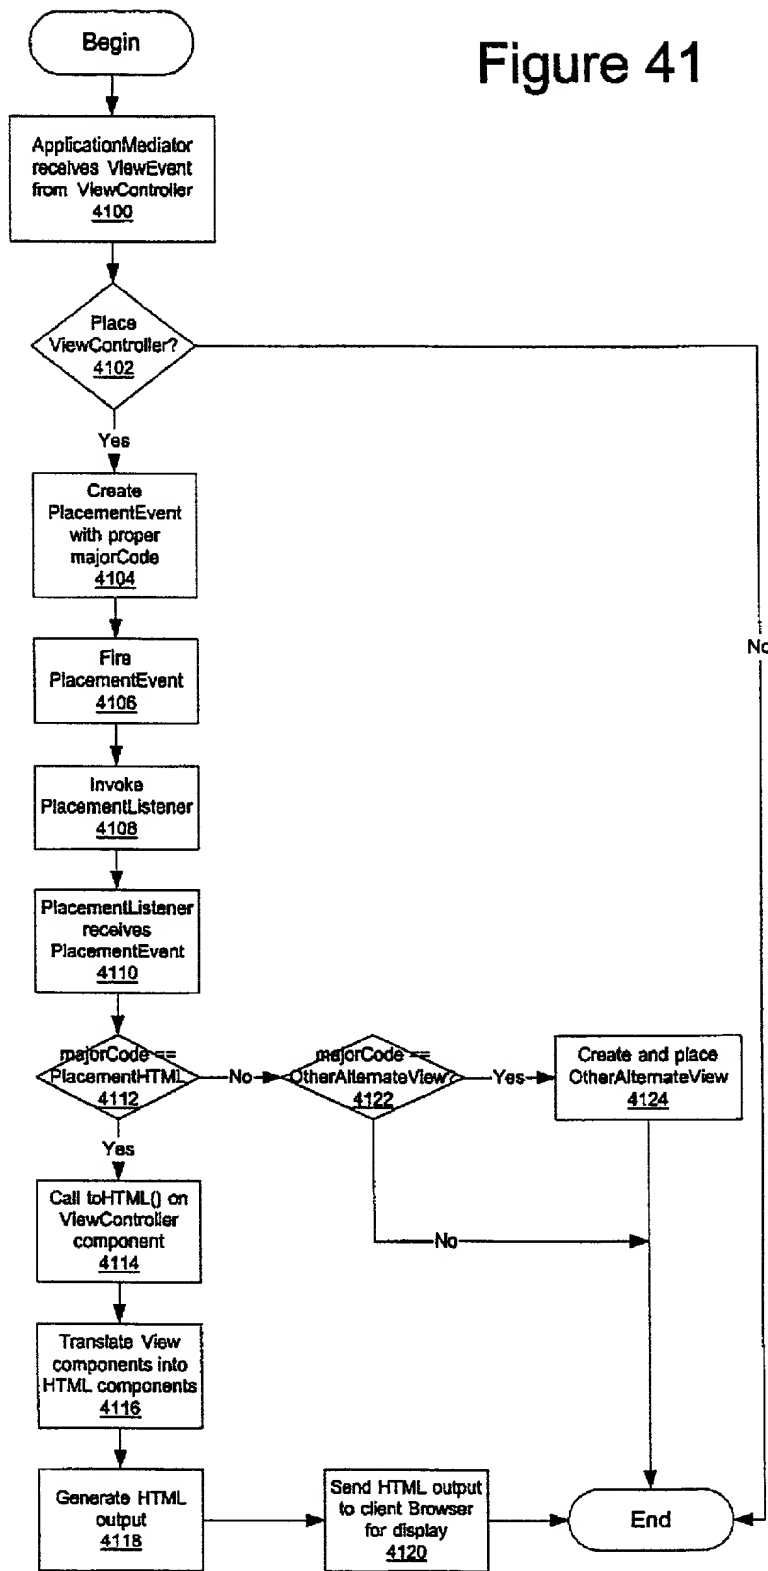 Begin
Figure 41
ApplicationMediator
receives ViewEvent
from ViewController
4100
Place
ViewController?
4102
Yes
Create
PlacementEvent
with proper
majorCode
4104
No
Fire
PlacementEvent
4106
Invoke
PlacementListener
4108
PlacementListener
receives
PlacementEvent
4110
majorCode ==
PlacementHTML
4112
No
majorCode ==
OtherAlternateView?
4122
Yes
Create and place
OtherAlternateView
4124
Yes
Call toHTML() on
ViewController
component
4114
No
Translate View
components into
HTML components
4116
Generate HTML
output
4118
Send HTML output
to client Browser
for display
4120
End